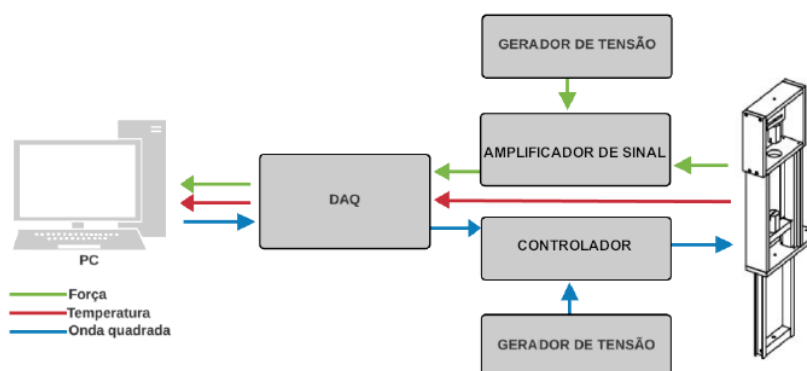 GERADOR DE TENSÃO
AMPLIFICADOR DE SINAL
DAQ
CONTROLADOR
PC
Força
Temperatura
Onda quadrada
GERADOR DE TENSÃO